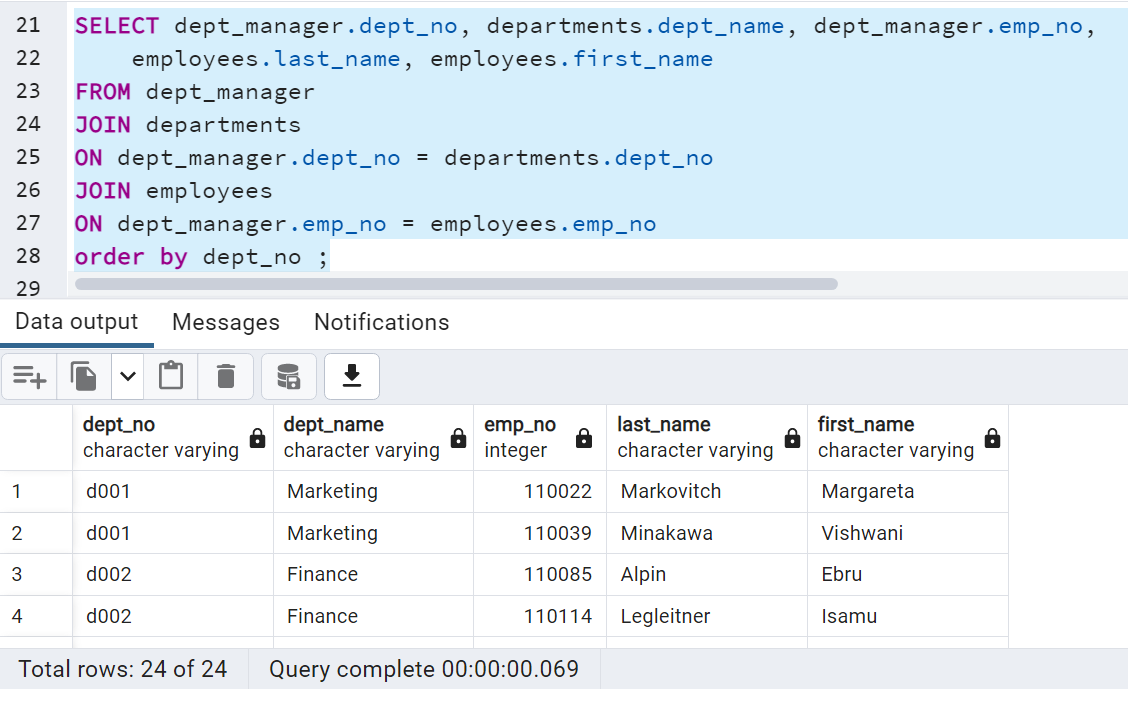 21 SELECT dept_manager.dept_no, departments.dept_name, dept_manager.emp_no,
22 employees.last_name, employees.first_name
23 FROM dept_manager
24 JOIN departments
25 ON dept_manager.dept_no = departments.dept_no
26 JOIN employees
27 ON dept_manager.emp_no = employees.emp_no
28 order by dept_no ;
29
Data output Messages Notifications
dept_no dept_name emp_no last_name first_name
character varying character varying integer character varying character varying
1 d001 Marketing 110022 Markovitch Margareta
2 d001 Marketing 110039 Minakawa Vishwani
3 d002 Finance 110085 Alpin Ebru
4 d002 Finance 110114 Legleitner Isamu
Total rows: 24 of 24 Query complete 00:00:00.069